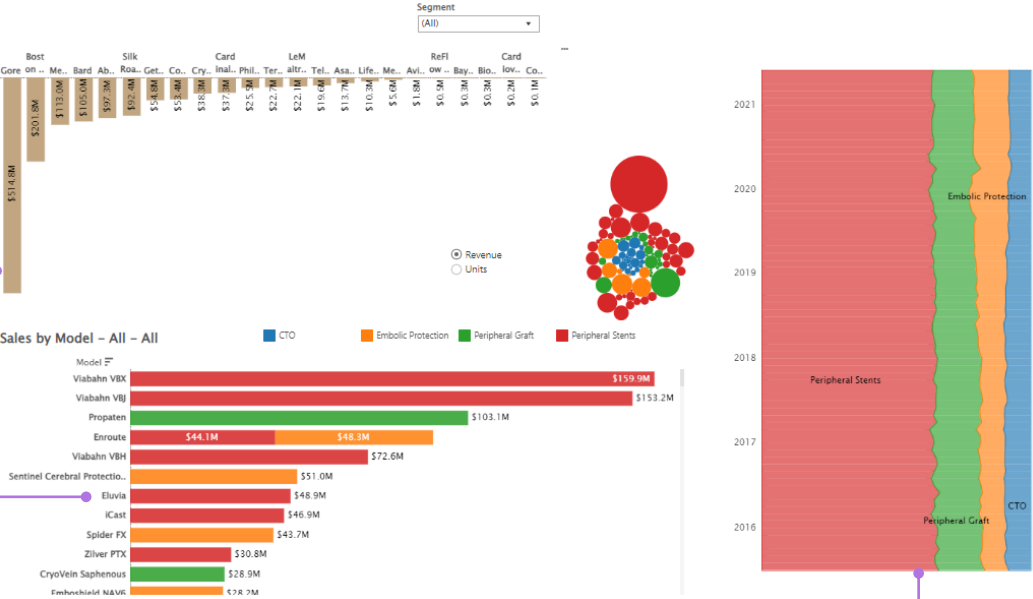 Segment
(All)
Bost Silk Card LeM ReFl Card
Gore on .. Me.. Bard Ab.. Roa.. Get.. Co.. Cry.. inal.. Phil.. Ter.. aitr.. Tel.. Asa.. Life.. Me.. Avi.. ow .. Bay.. Bio.. iov.. Co..
$514.8M $201.8M $113.0M $105.0M $97.3M $92.4M $54.8M $53.4M $22.7M $22.1M $19.6M $13.7M $10.3M $5.6M $1.8M $0.5M $0.3M $0.3M $0.2M $0.1M
Revenue
Units
Sales by Model – All – All
CTO Embolic Protection Peripheral Graft Peripheral Stents
Model
Viabahn VBX $159.9M
Viabahn VBJ $153.2M
Propaten $103.1M
Enroute $44.1M $48.3M
Viabahn VBH $72.6M
Sentinel Cerebral Protectio.. $51.0M
Eluvia $48.9M
iCast $46.9M
Spider FX $43.7M
Zilver PTX $30.8M
CryoVein Saphenous $28.9M
Emboshield NAV6 $28.2M
2021
2020
Embolic Protection
2019
2018
Peripheral Stents
2017
CTO
Peripheral Graft
2016